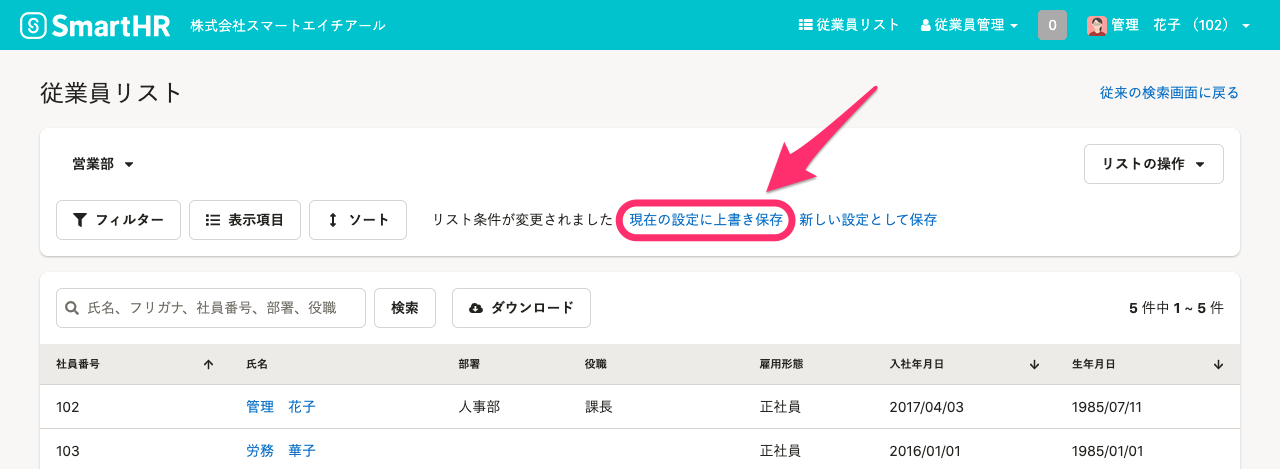 SmartHR 株式会社スマートエイチアール 従業員リスト 従業員管理 0 管理 花子 (102)
従業員リスト 従来の検索画面に戻る
営業部 リストの操作
フィルター 表示項目 ソート リスト条件が変更されました 現在の設定に上書き保存 新しい設定として保存
氏名、フリガナ、社員番号、部署、役職 検索 ダウンロード 5 件中 1 ~ 5 件
社員番号 氏名 部署 役職 雇用形態 入社年月日 生年月日
102 管理 花子 人事部 課長 正社員 2017/04/03 1985/07/11
103 労務 華子 正社員 2016/01/01 1985/01/01